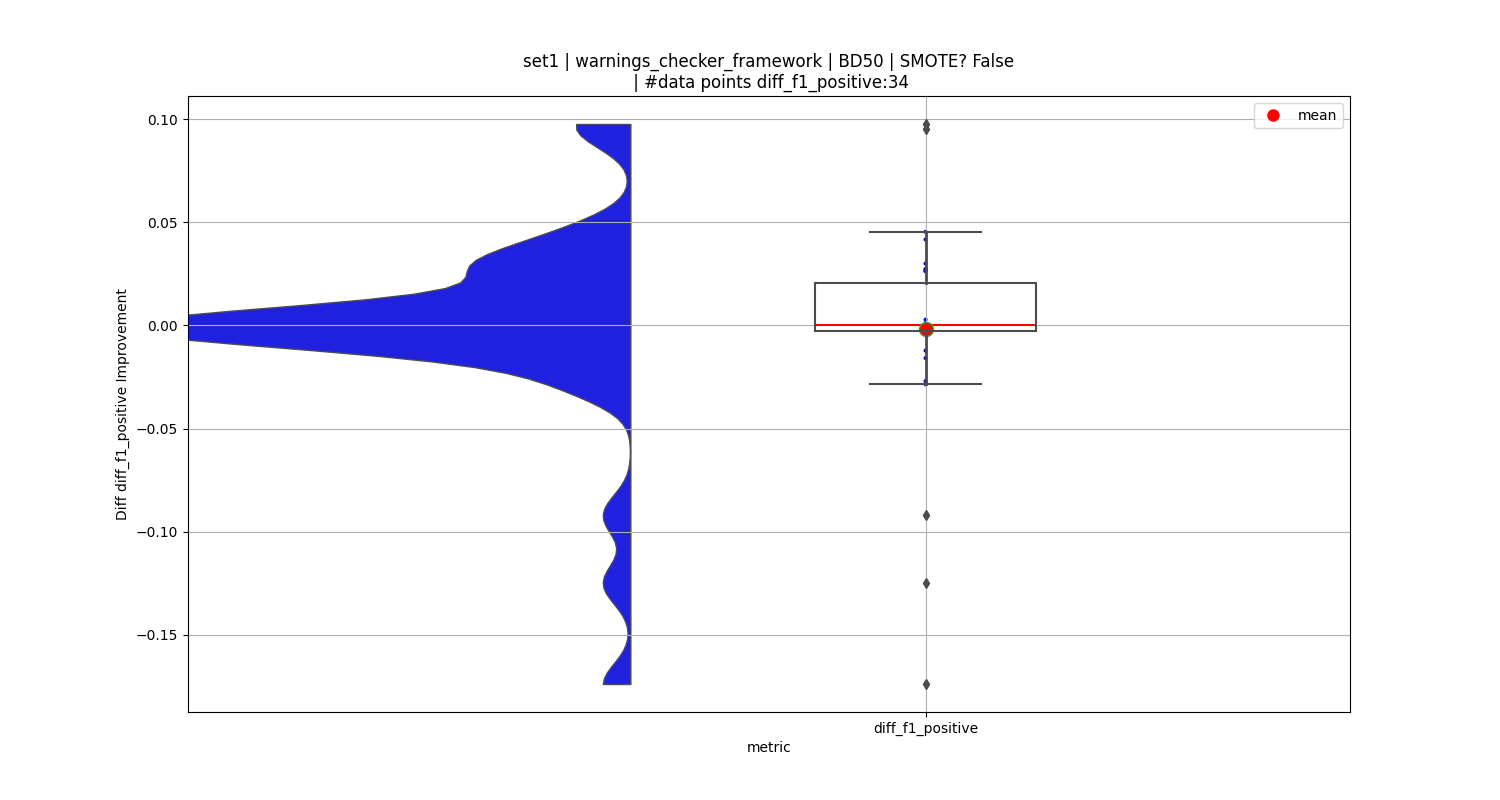 set1 | warnings_checker_framework | BD50 | SMOTE? False
| #data points diff_f1_positive:34
mean
0.10
0.05
0.00
−0.05
−0.10
−0.15
Diff diff_f1_positive Improvement
diff_f1_positive
metric